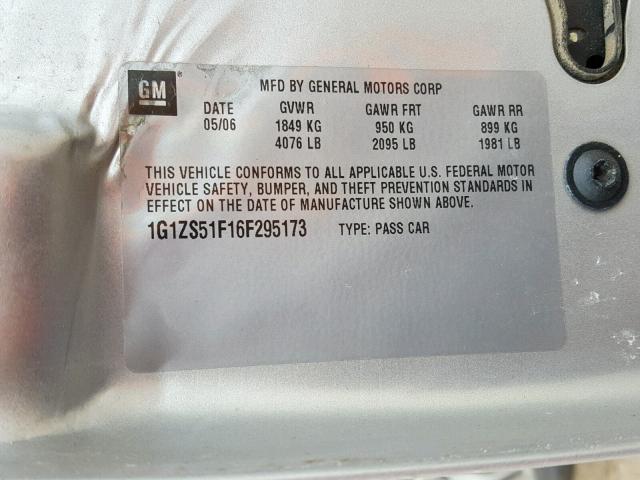 GM ®
MFD BY GENERAL MOTORS CORP
DATE GVWR GAWR FRT GAWR RR
05/06 1849 KG 950 KG 899 KG
4076 LB 2095 LB 1981 LB
THIS VEHICLE CONFORMS TO ALL APPLICABLE U.S. FEDERAL MOTOR
VEHICLE SAFETY, BUMPER, AND THEFT PREVENTION STANDARDS IN
EFFECT ON THE DATE OF MANUFACTURE SHOWN ABOVE.
1G1ZS51F16F295173 TYPE: PASS CAR